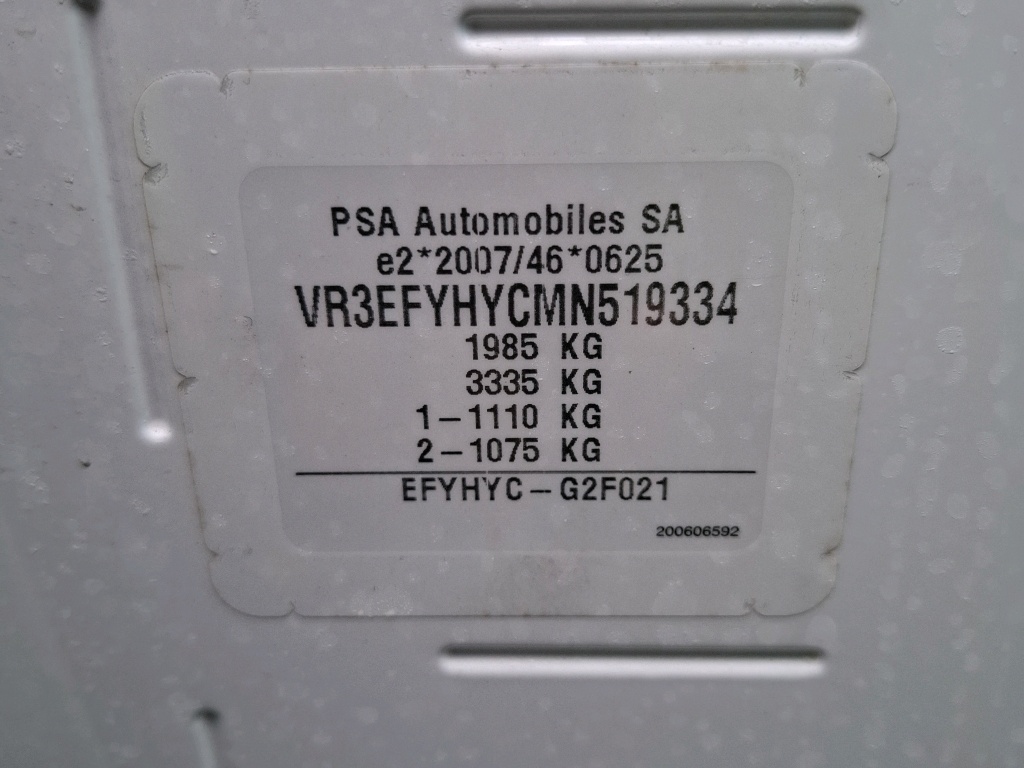 PSA Automobiles SA
e2*2007/46*0625
VR3EFYHYCMN519334
1985 KG
3335 KG
1-1110 KG
2-1075 KG
EFYHYC-G2F021
200606592